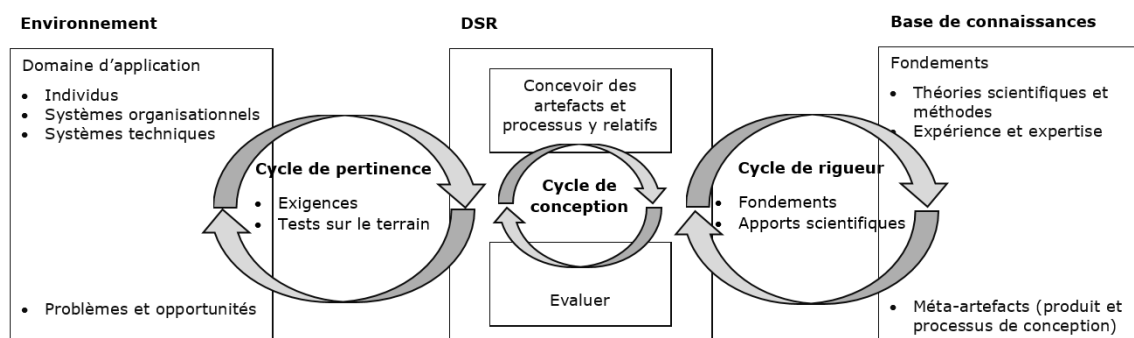 Environnement
Domaine d’application
• Individus
• Systèmes organisationnels
• Systèmes techniques
• Problèmes et opportunités
Cycle de pertinence
• Exigences
• Tests sur le terrain
DSR
Concevoir des
artefacts et
processus y relatifs
Cycle de
conception
Evaluer
Cycle de rigueur
• Fondements
• Apports scientifiques
Base de connaissances
Fondements
• Théories scientifiques et
méthodes
• Expérience et expertise
• Méta-artefacts (produit et
processus de conception)